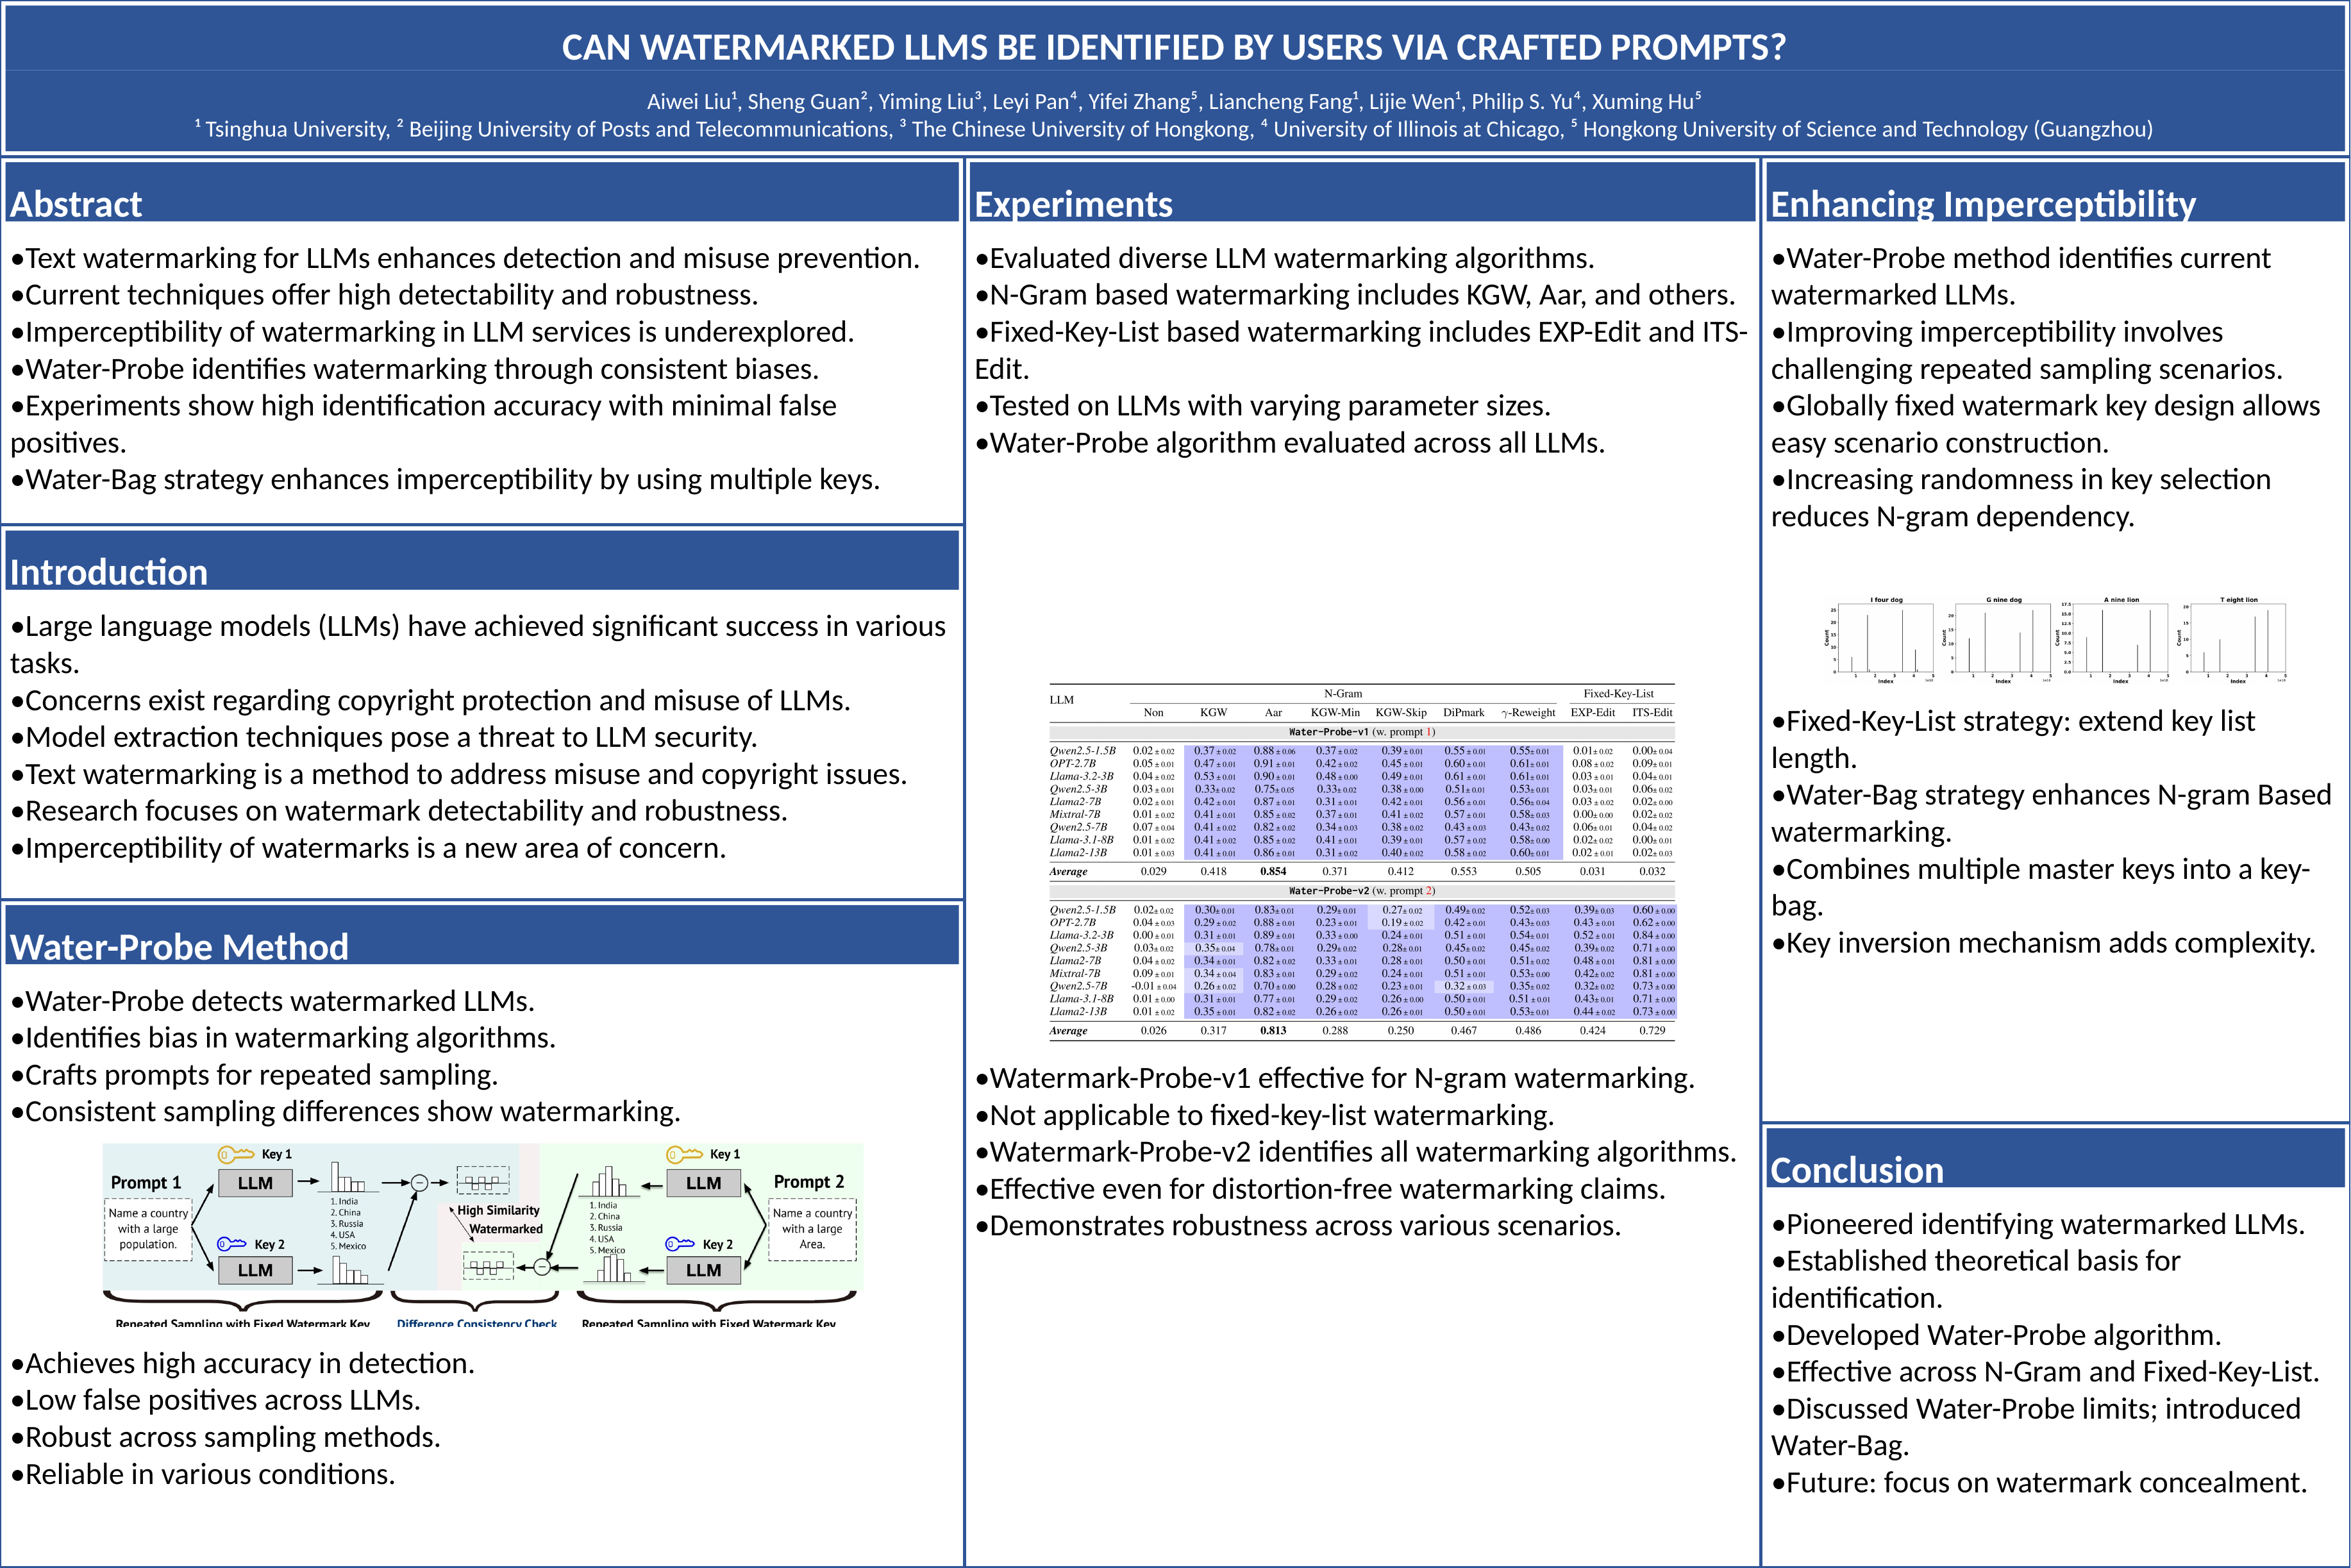 CAN WATERMARKED LLMS BE IDENTIFIED BY USERS VIA CRAFTED PROMPTS?
Aiwei Liu¹, Sheng Guan², Yiming Liu³, Leyi Pan⁴, Yifei Zhang⁵, Liancheng Fang¹, Lijie Wen¹, Philip S. Yu⁴, Xuming Hu⁵
¹ Tsinghua University, ² Beijing University of Posts and Telecommunications, ³ The Chinese University of Hongkong, ⁴ University of Illinois at Chicago, ⁵ Hongkong University of Science and Technology (Guangzhou)
Abstract
•Text watermarking for LLMs enhances detection and misuse prevention.
•Current techniques offer high detectability and robustness.
•Imperceptibility of watermarking in LLM services is underexplored.
•Water-Probe identifies watermarking through consistent biases.
•Experiments show high identification accuracy with minimal false
positives.
•Water-Bag strategy enhances imperceptibility by using multiple keys.
Introduction
•Large language models (LLMs) have achieved significant success in various
tasks.
•Concerns exist regarding copyright protection and misuse of LLMs.
•Model extraction techniques pose a threat to LLM security.
•Text watermarking is a method to address misuse and copyright issues.
•Research focuses on watermark detectability and robustness.
•Imperceptibility of watermarks is a new area of concern.
Water-Probe Method
•Water-Probe detects watermarked LLMs.
•Identifies bias in watermarking algorithms.
•Crafts prompts for repeated sampling.
•Consistent sampling differences show watermarking.
Key 1
Prompt 1
LLM
Name a country
with a large
population.
1. India
2. China
3. Russia
4. USA
5. Mexico
Key 2
LLM
High Similarity
Watermarked
Key 1
Prompt 2
LLM
1. India
2. China
3. Russia
4. USA
5. Mexico
Name a country
with a large
Area.
Key 2
LLM
Repeated Sampling with Fixed Watermark Key
Difference Consistency Check
Repeated Sampling with Fixed Watermark Key
•Achieves high accuracy in detection.
•Low false positives across LLMs.
•Robust across sampling methods.
•Reliable in various conditions.
Experiments
•Evaluated diverse LLM watermarking algorithms.
•N-Gram based watermarking includes KGW, Aar, and others.
•Fixed-Key-List based watermarking includes EXP-Edit and ITS-
Edit.
•Tested on LLMs with varying parameter sizes.
•Water-Probe algorithm evaluated across all LLMs.
LLM N-Gram Fixed-Key-List
Non KGW Aar KGW-Min KGW-Skip DiPmark γ-Reweight EXP-Edit ITS-Edit
Water-Probe-v1 (w. prompt 1)
Qwen2.5-1.5B 0.02 ± 0.02 0.37 ± 0.02 0.88 ± 0.06 0.37 ± 0.02 0.39 ± 0.01 0.55 ± 0.01 0.55± 0.01 0.01± 0.02 0.00± 0.04
OPT-2.7B 0.05 ± 0.01 0.47 ± 0.01 0.91 ± 0.01 0.42 ± 0.02 0.45 ± 0.01 0.60 ± 0.01 0.61± 0.01 0.08 ± 0.02 0.09± 0.01
Llama-3.2-3B 0.04 ± 0.02 0.53 ± 0.01 0.90 ± 0.01 0.48 ± 0.00 0.49 ± 0.01 0.61 ± 0.01 0.61± 0.01 0.03 ± 0.01 0.04± 0.01
Qwen2.5-3B 0.03 ± 0.01 0.33± 0.02 0.75± 0.05 0.33± 0.02 0.38 ± 0.00 0.51± 0.01 0.53± 0.01 0.03± 0.01 0.06± 0.02
Llama2-7B 0.02 ± 0.01 0.42 ± 0.01 0.87 ± 0.01 0.31 ± 0.01 0.42 ± 0.01 0.56 ± 0.01 0.56± 0.04 0.03 ± 0.02 0.02± 0.00
Mixtral-7B 0.01 ± 0.02 0.41 ± 0.01 0.85 ± 0.02 0.37 ± 0.01 0.41 ± 0.02 0.57 ± 0.01 0.58± 0.03 0.00± 0.00 0.02± 0.02
Qwen2.5-7B 0.07 ± 0.04 0.41 ± 0.02 0.82 ± 0.02 0.34 ± 0.03 0.38 ± 0.02 0.43 ± 0.03 0.43± 0.02 0.06± 0.01 0.04± 0.02
Llama-3.1-8B 0.01 ± 0.02 0.41 ± 0.02 0.85 ± 0.02 0.41 ± 0.01 0.39 ± 0.01 0.57 ± 0.02 0.58± 0.00 0.02± 0.02 0.00± 0.01
Llama2-13B 0.01 ± 0.03 0.41 ± 0.01 0.86 ± 0.01 0.31 ± 0.02 0.40 ± 0.02 0.58 ± 0.02 0.60± 0.01 0.02 ± 0.01 0.02± 0.03
Average 0.029 0.418 0.854 0.371 0.412 0.553 0.505 0.031 0.032
Water-Probe-v2 (w. prompt 2)
Qwen2.5-1.5B 0.02± 0.02 0.30± 0.01 0.83± 0.01 0.29± 0.01 0.27± 0.02 0.49± 0.02 0.52± 0.03 0.39± 0.03 0.60 ± 0.00
OPT-2.7B 0.04 ± 0.03 0.29 ± 0.02 0.88 ± 0.01 0.23 ± 0.01 0.19 ± 0.02 0.42 ± 0.01 0.43± 0.03 0.43 ± 0.01 0.62 ± 0.00
Llama-3.2-3B 0.00 ± 0.01 0.31 ± 0.01 0.89 ± 0.01 0.33 ± 0.00 0.24 ± 0.01 0.51 ± 0.01 0.54± 0.01 0.52 ± 0.01 0.84 ± 0.00
Qwen2.5-3B 0.03± 0.02 0.35± 0.04 0.78± 0.01 0.29± 0.02 0.28± 0.01 0.45± 0.02 0.45± 0.02 0.39± 0.02 0.71 ± 0.00
Llama2-7B 0.04 ± 0.02 0.34 ± 0.01 0.82 ± 0.02 0.33 ± 0.01 0.28 ± 0.01 0.50 ± 0.01 0.51± 0.02 0.48 ± 0.01 0.81 ± 0.00
Mixtral-7B 0.09 ± 0.01 0.34 ± 0.04 0.83 ± 0.01 0.29 ± 0.02 0.24 ± 0.01 0.51 ± 0.01 0.53± 0.00 0.42± 0.02 0.81 ± 0.00
Qwen2.5-7B -0.01 ± 0.04 0.26 ± 0.02 0.70 ± 0.00 0.28 ± 0.02 0.23 ± 0.01 0.32 ± 0.03 0.35± 0.02 0.32± 0.02 0.73 ± 0.00
Llama-3.1-8B 0.01 ± 0.00 0.31 ± 0.01 0.77 ± 0.01 0.29 ± 0.02 0.26 ± 0.00 0.50 ± 0.01 0.51 ± 0.01 0.43± 0.01 0.71 ± 0.00
Llama2-13B 0.01 ± 0.02 0.35 ± 0.01 0.82 ± 0.02 0.26 ± 0.02 0.26 ± 0.01 0.50 ± 0.01 0.53± 0.01 0.44 ± 0.02 0.73 ± 0.00
Average 0.026 0.317 0.813 0.288 0.250 0.467 0.486 0.424 0.729
•Watermark-Probe-v1 effective for N-gram watermarking.
•Not applicable to fixed-key-list watermarking.
•Watermark-Probe-v2 identifies all watermarking algorithms.
•Effective even for distortion-free watermarking claims.
•Demonstrates robustness across various scenarios.
Enhancing Imperceptibility
•Water-Probe method identifies current
watermarked LLMs.
•Improving imperceptibility involves
challenging repeated sampling scenarios.
•Globally fixed watermark key design allows
easy scenario construction.
•Increasing randomness in key selection
reduces N-gram dependency.
I four dog
G nine dog
A nine lion
T eight lion
Count
Count
Count
Count
Index
Index
Index
Index
•Fixed-Key-List strategy: extend key list
length.
•Water-Bag strategy enhances N-gram Based
watermarking.
•Combines multiple master keys into a key-
bag.
•Key inversion mechanism adds complexity.
Conclusion
•Pioneered identifying watermarked LLMs.
•Established theoretical basis for
identification.
•Developed Water-Probe algorithm.
•Effective across N-Gram and Fixed-Key-List.
•Discussed Water-Probe limits; introduced
Water-Bag.
•Future: focus on watermark concealment.